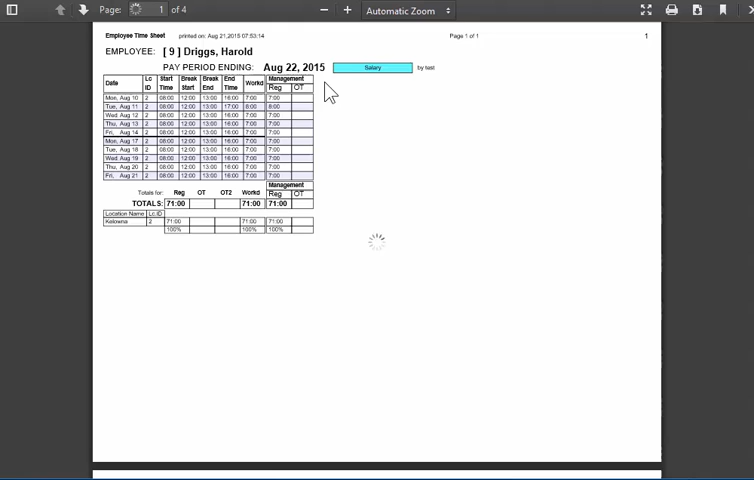 Page: 1 of 4 Automatic Zoom
Employee Time Sheet printed on: Aug 21,2015 07:53:14 Page 1 of 1 1
EMPLOYEE: [ 9 ] Driggs, Harold
PAY PERIOD ENDING: Aug 22, 2015 Salary by test
Date Lc ID Start Time Break Start Break End End Time Workd Management Reg OT
Mon, Aug 10 2 08:00 12:00 13:00 16:00 7:00 7:00
Tue, Aug 11 2 08:00 12:00 13:00 17:00 8:00 8:00
Wed, Aug 12 2 08:00 12:00 13:00 16:00 7:00 7:00
Thu, Aug 13 2 08:00 12:00 13:00 16:00 7:00 7:00
Fri, Aug 14 2 08:00 12:00 13:00 16:00 7:00 7:00
Mon, Aug 17 2 08:00 12:00 13:00 16:00 7:00 7:00
Tue, Aug 18 2 08:00 12:00 13:00 16:00 7:00 7:00
Wed, Aug 19 2 08:00 12:00 13:00 16:00 7:00 7:00
Thu, Aug 20 2 08:00 12:00 13:00 16:00 7:00 7:00
Fri, Aug 21 2 08:00 12:00 13:00 16:00 7:00 7:00
Management
Totals for: Reg OT OT2 Workd Reg OT
TOTALS: 71:00 71:00 71:00
Location Name Lc.ID
Kelowna 2 71:00 71:00 71:00
100% 100% 100%